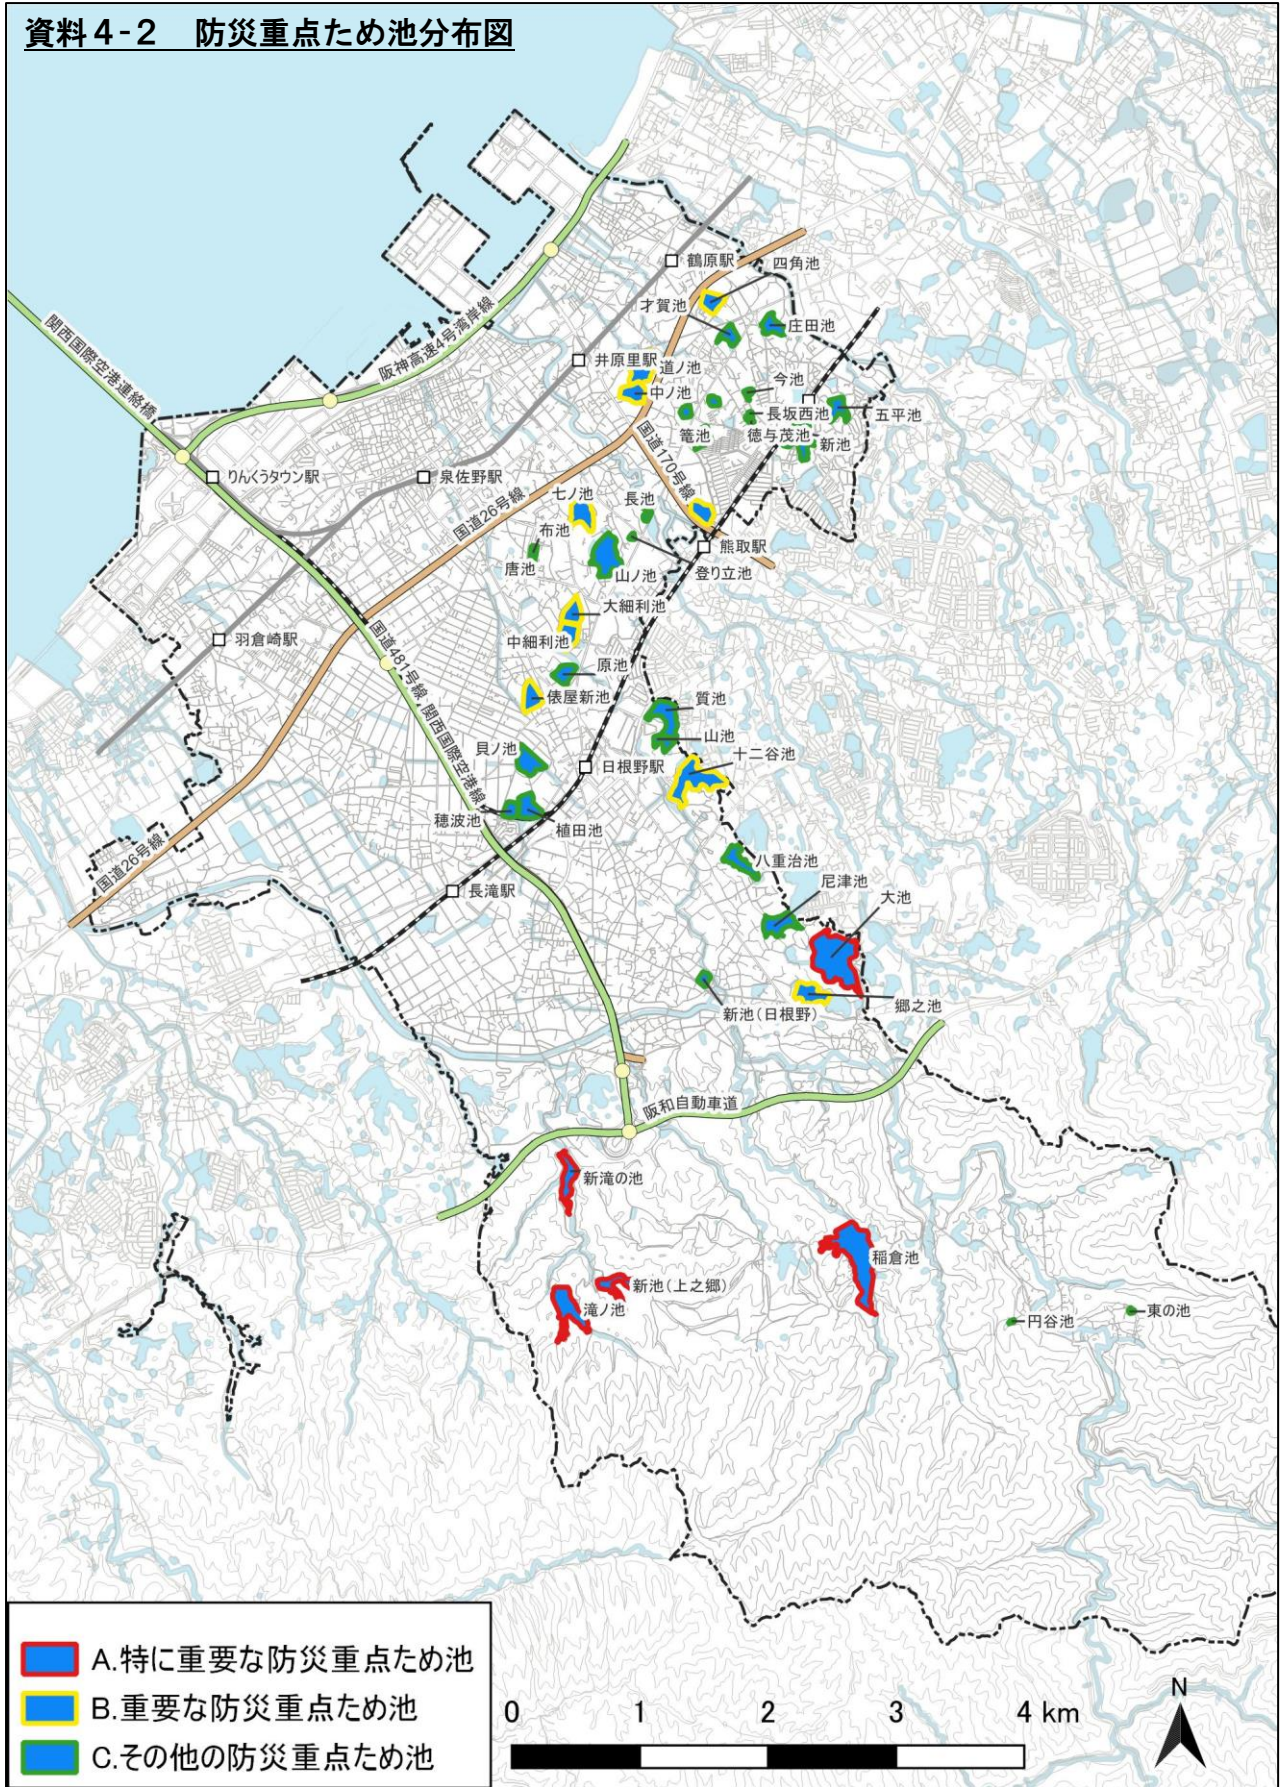 資料4-2 防災重点ため池分布図
鶴原駅
四角池
才賀池
庄田池
井原里駅
道ノ池
中ノ池
今池
長坂西池
五平池
篭池
徳与茂池
新池
関西国際空港連絡橋
阪神高速4号湾岸線
りんくうタウン駅
泉佐野駅
国道26号線
国道170号線
七ノ池
長池
布池
唐池
山ノ池
登り立池
熊取駅
大細利池
中細利池
羽倉崎駅
国道481号線
関西国際空港線
原池
俵屋新池
質池
山池
十二谷池
貝ノ池
日根野駅
穂波池
植田池
国道26号線
長滝駅
八重治池
尼津池
大池
郷之池
新池(日根野)
阪和自動車道
新滝の池
稲倉池
新池(上之郷)
滝ノ池
円谷池
東の池
A.特に重要な防災重点ため池
B.重要な防災重点ため池
C.その他の防災重点ため池
0 1 2 3 4 km
N